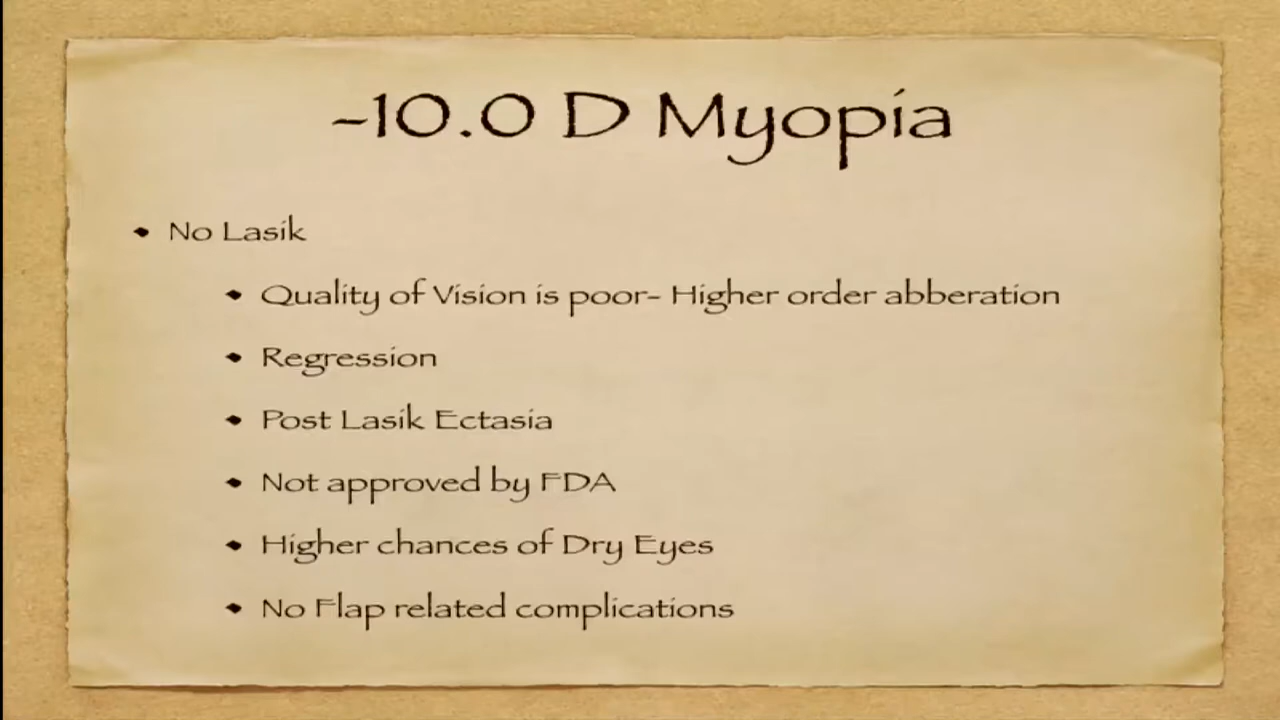 -10.0 D Myopia
• No Lasik
• Quality of Vision is poor- Higher order abberation
• Regression
• Post Lasik Ectasia
• Not approved by FDA
• Higher chances of Dry Eyes
• No Flap related complications